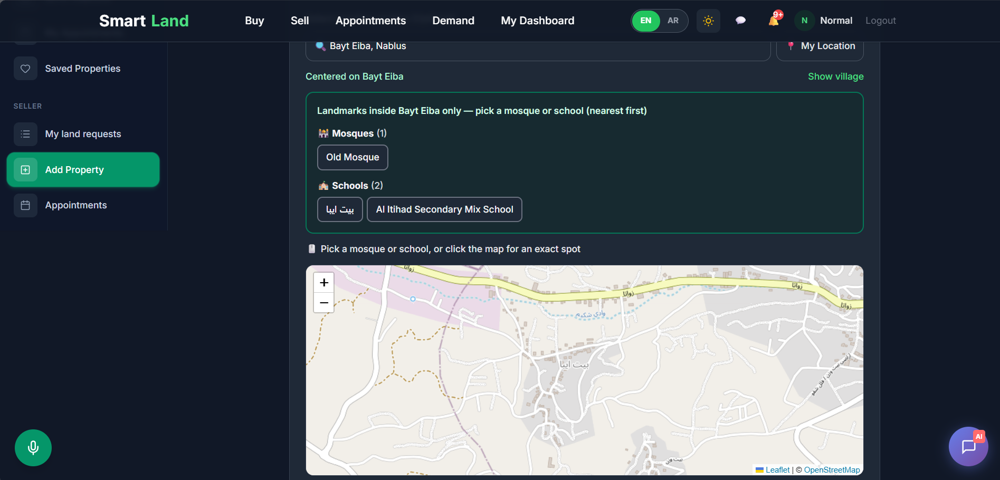 Smart Land
Buy
Sell
Appointments
Demand
My Dashboard
EN
AR
9+
N
Normal
Logout
Saved Properties
SELLER
My land requests
Add Property
Appointments
Bayt Eiba, Nablus
My Location
Centered on Bayt Eiba
Show village
Landmarks inside Bayt Eiba only — pick a mosque or school (nearest first)
Mosques (1)
Old Mosque
Schools (2)
بيت ايبا
Al Itihad Secondary Mix School
Pick a mosque or school, or click the map for an exact spot
+
−
زواتا
زواتا
زواتا
زواتا
وادي شكيم
بيت ايبا
بيت وزن
Leaflet | © OpenStreetMap
AI